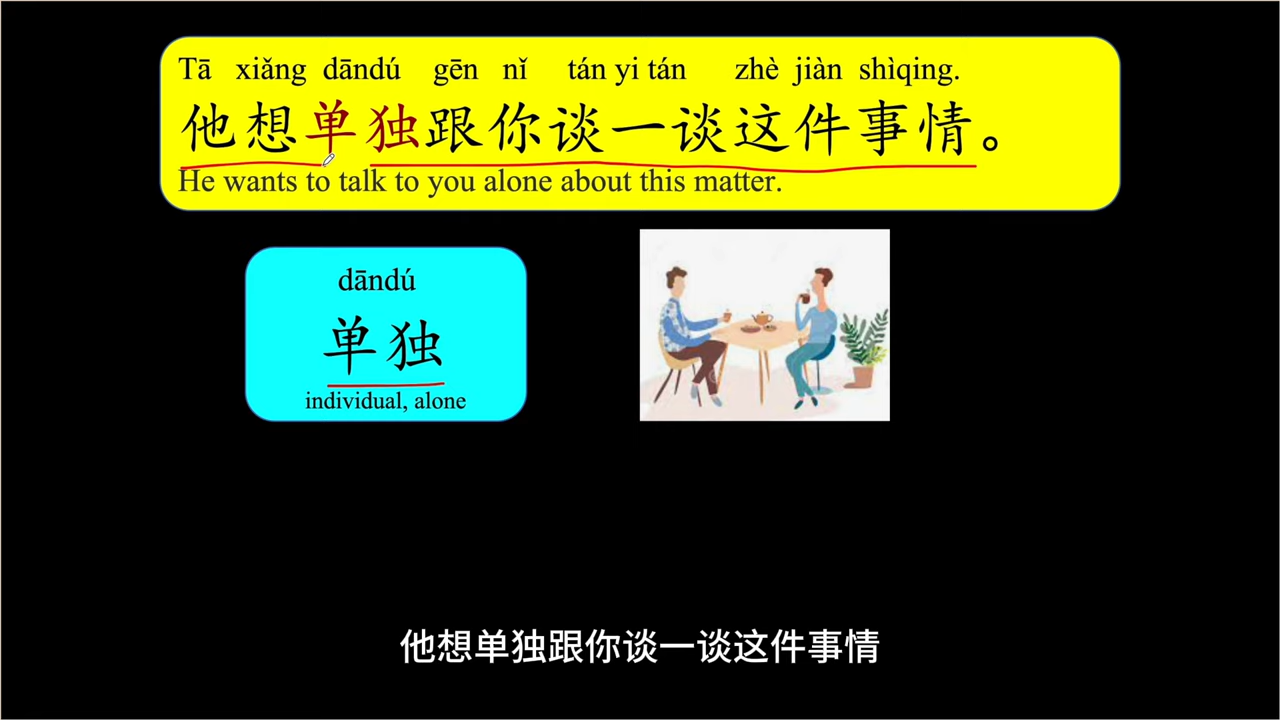 Tā xiǎng dāndú gēn nǐ tán yi tán zhè jiàn shìqing.
他想单独跟你谈一谈这件事情。
He wants to talk to you alone about this matter.
dāndú
单独
individual, alone
他想单独跟你谈一谈这件事情